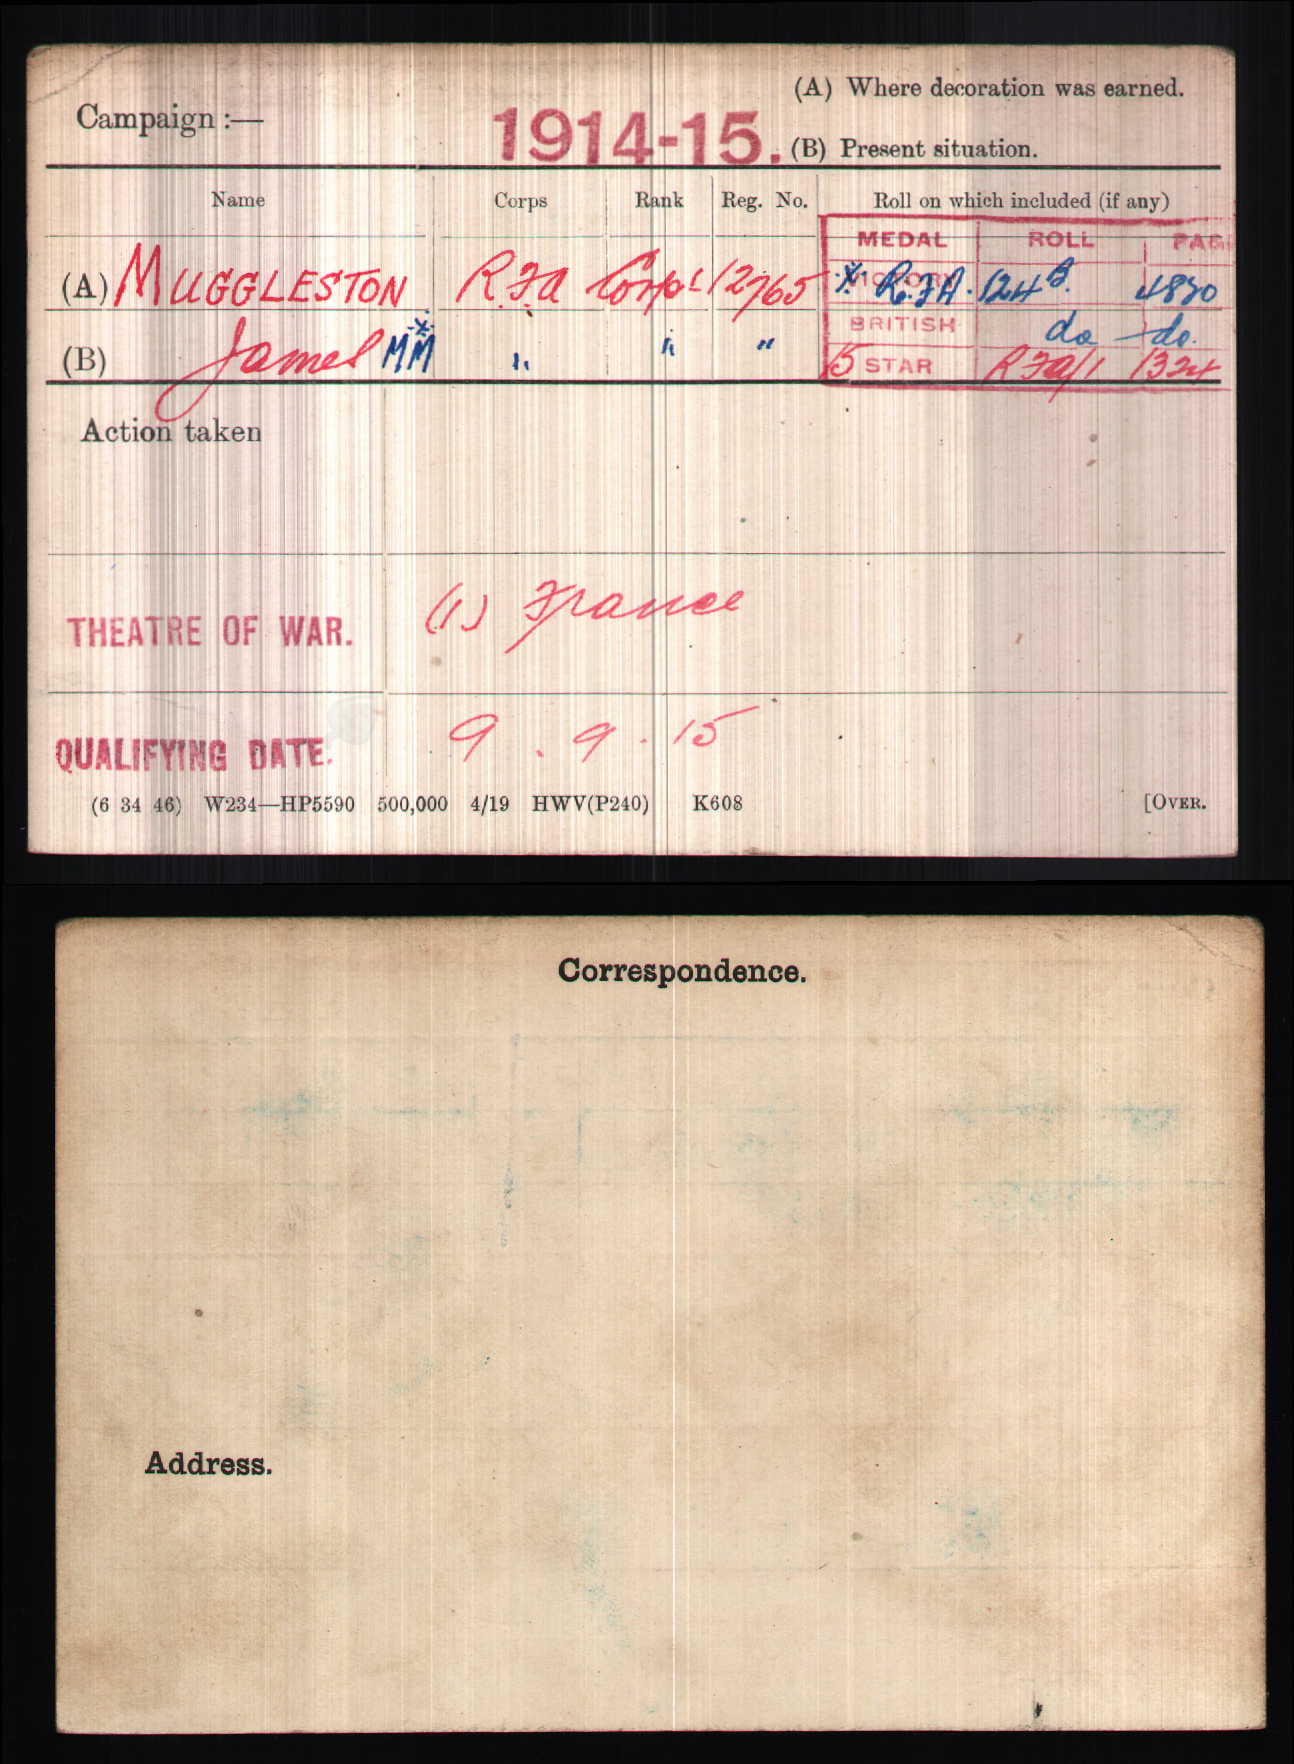 (A) Where decoration was earned.
Campaign :— 1914-15. (B) Present situation.
Name Corps Rank Reg. No. Roll on which included (if any)
MEDAL ROLL PAGE
(A) MUGGLESTON RFA Corpl 12765 VICTORY * R.F.A. 124B. 4830
(B) James MM * " " " BRITISH do do.
15 STAR RFA/1 1324
Action taken
THEATRE OF WAR. (1) France
QUALIFYING DATE. 9.9.15
(6 34 46) W234—HP5590 500,000 4/19 HWV(P240) K608 [OVER.
Correspondence.
Address.